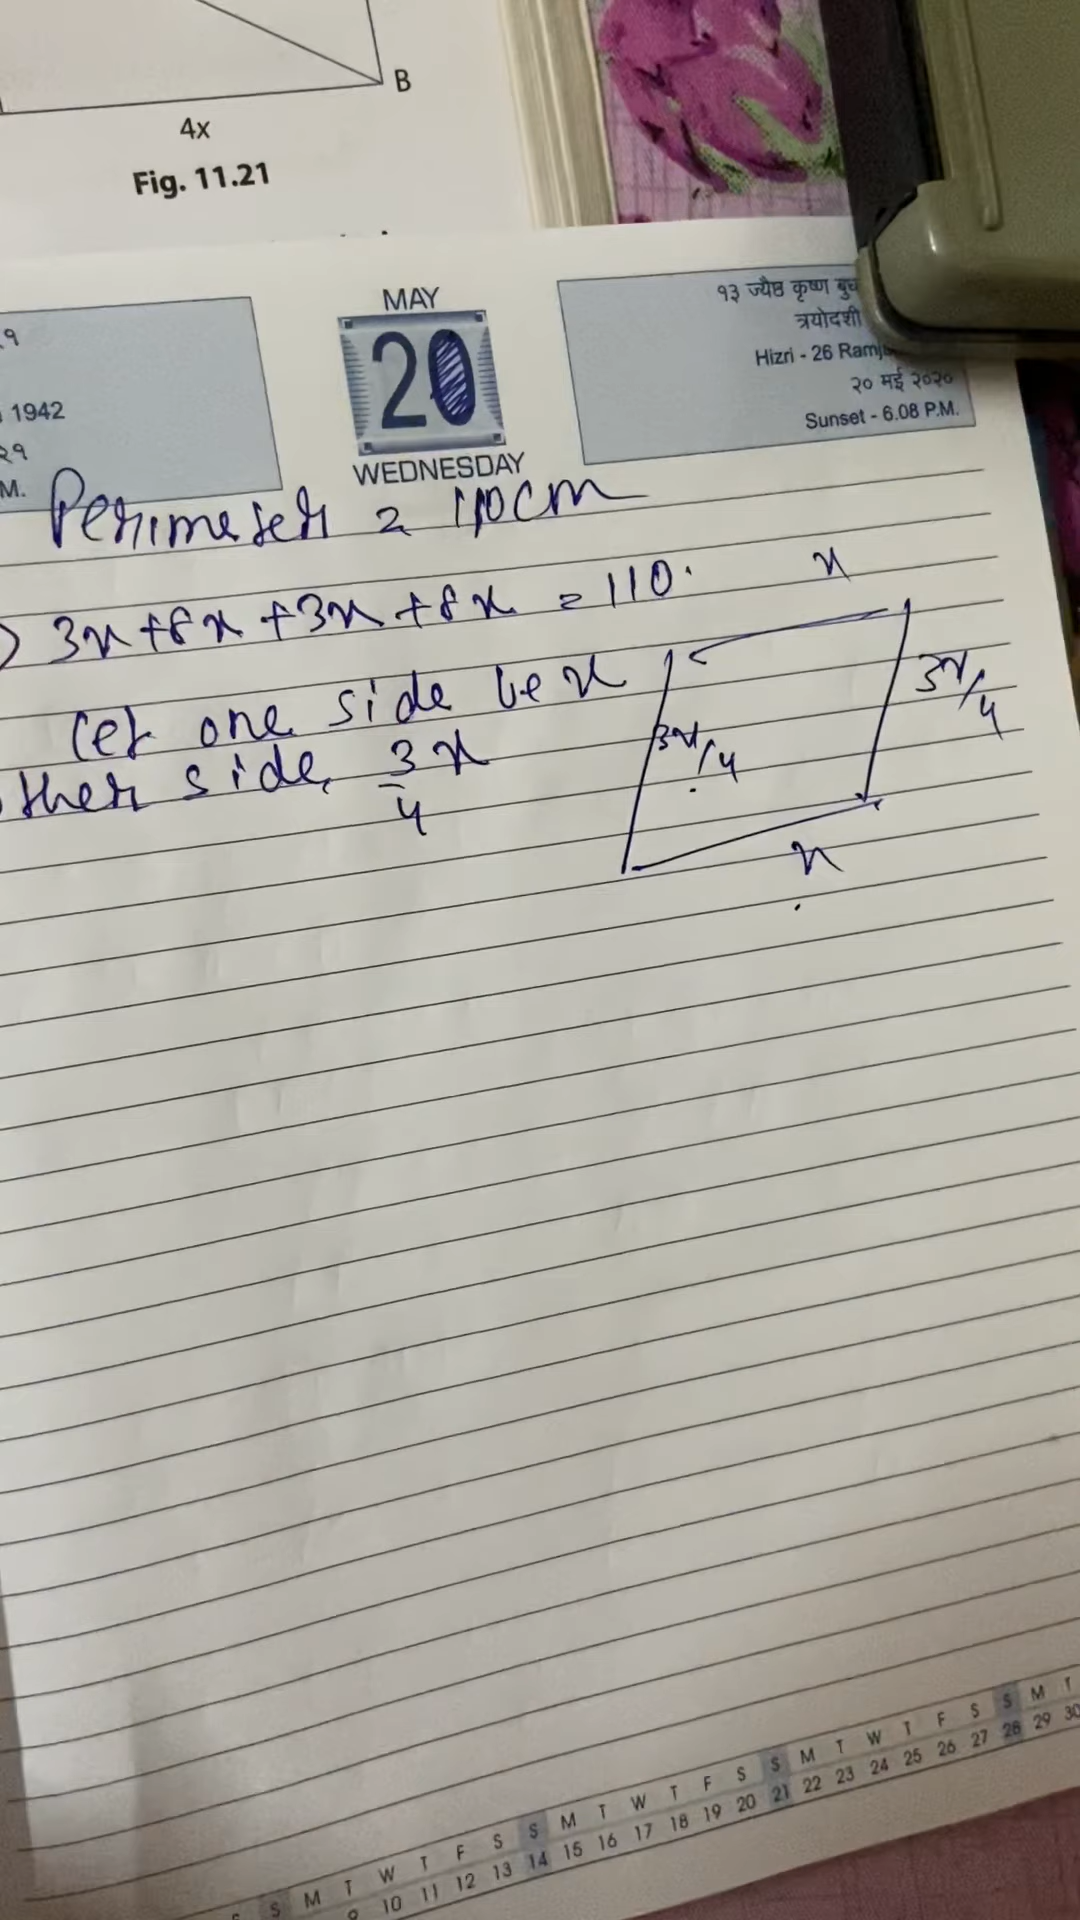 B
4x
Fig. 11.21
MAY
20
WEDNESDAY
1942
M.
१३ ज्यैष्ठ कृष्ण
त्रयोदशी
Hizri - 26
२० मई २०२०
Sunset - 6.08 P.M.
Perimeter = 110cm
3x+8x+3x+8x = 110.
let one side be x
ther side 3x/4
x
3x/4
3x/4
x
S M T W T F S S M T W T F S S M T W T F S S M T
9 10 11 12 13 14 15 16 17 18 19 20 21 22 23 24 25 26 27 28 29 30